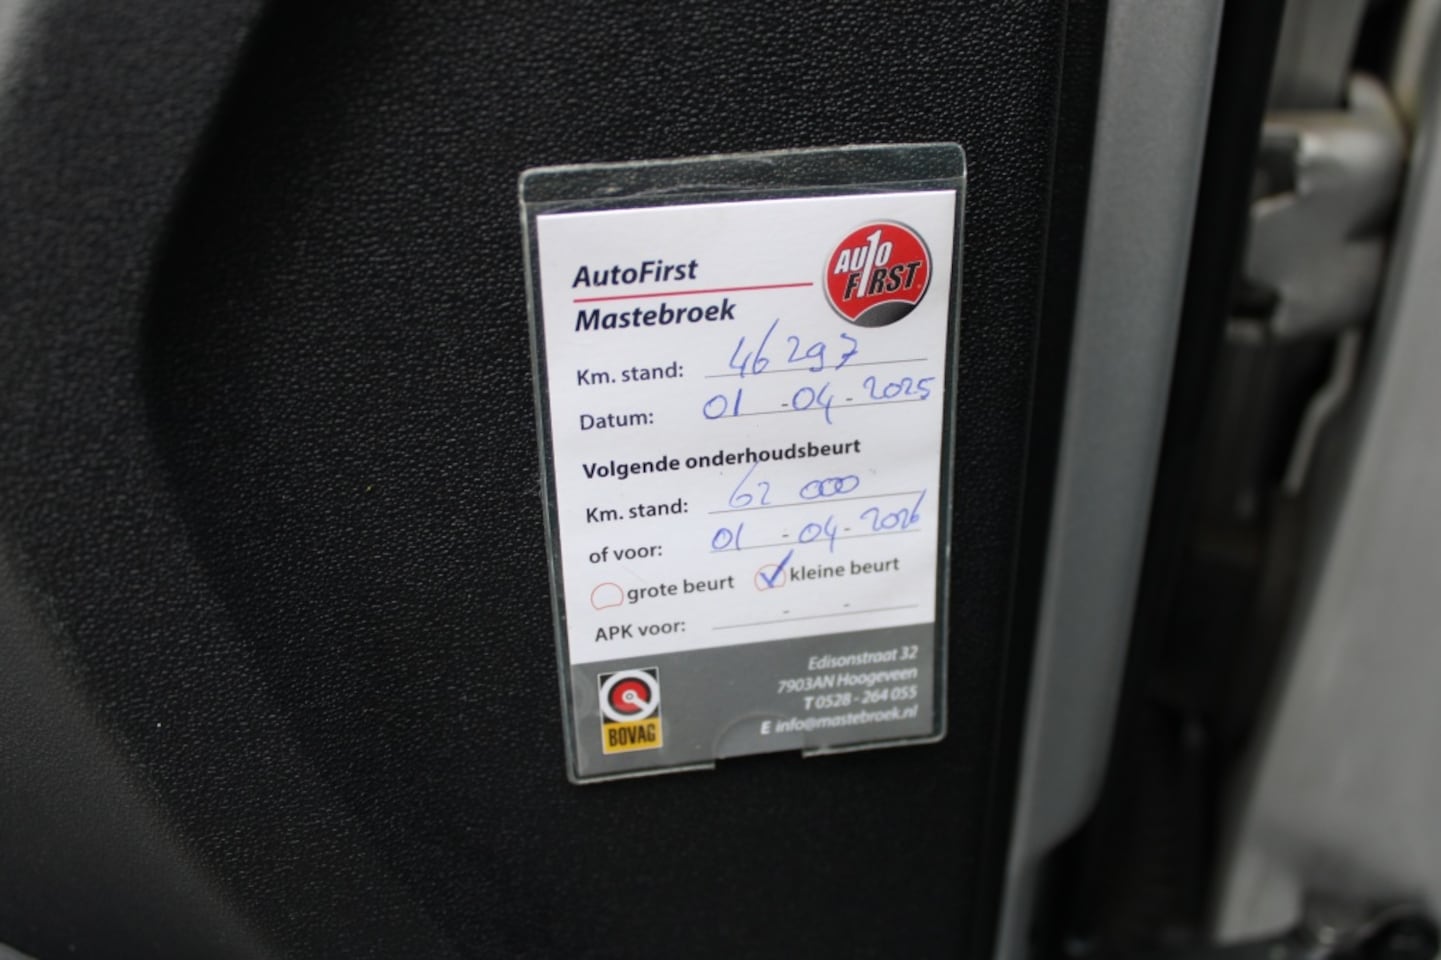 AutoFirst
Mastebroek
AUTO FIRST
Km. stand: 46 297
Datum: 01 - 04 - 2025
Volgende onderhoudsbeurt
Km. stand: 62 000
of voor: 01 - 04 - 2026
grote beurt kleine beurt
APK voor: - -
Edisonstraat 32
7903AN Hoogeveen
T 0528 - 264 055
E info@mastebroek.nl
BOVAG